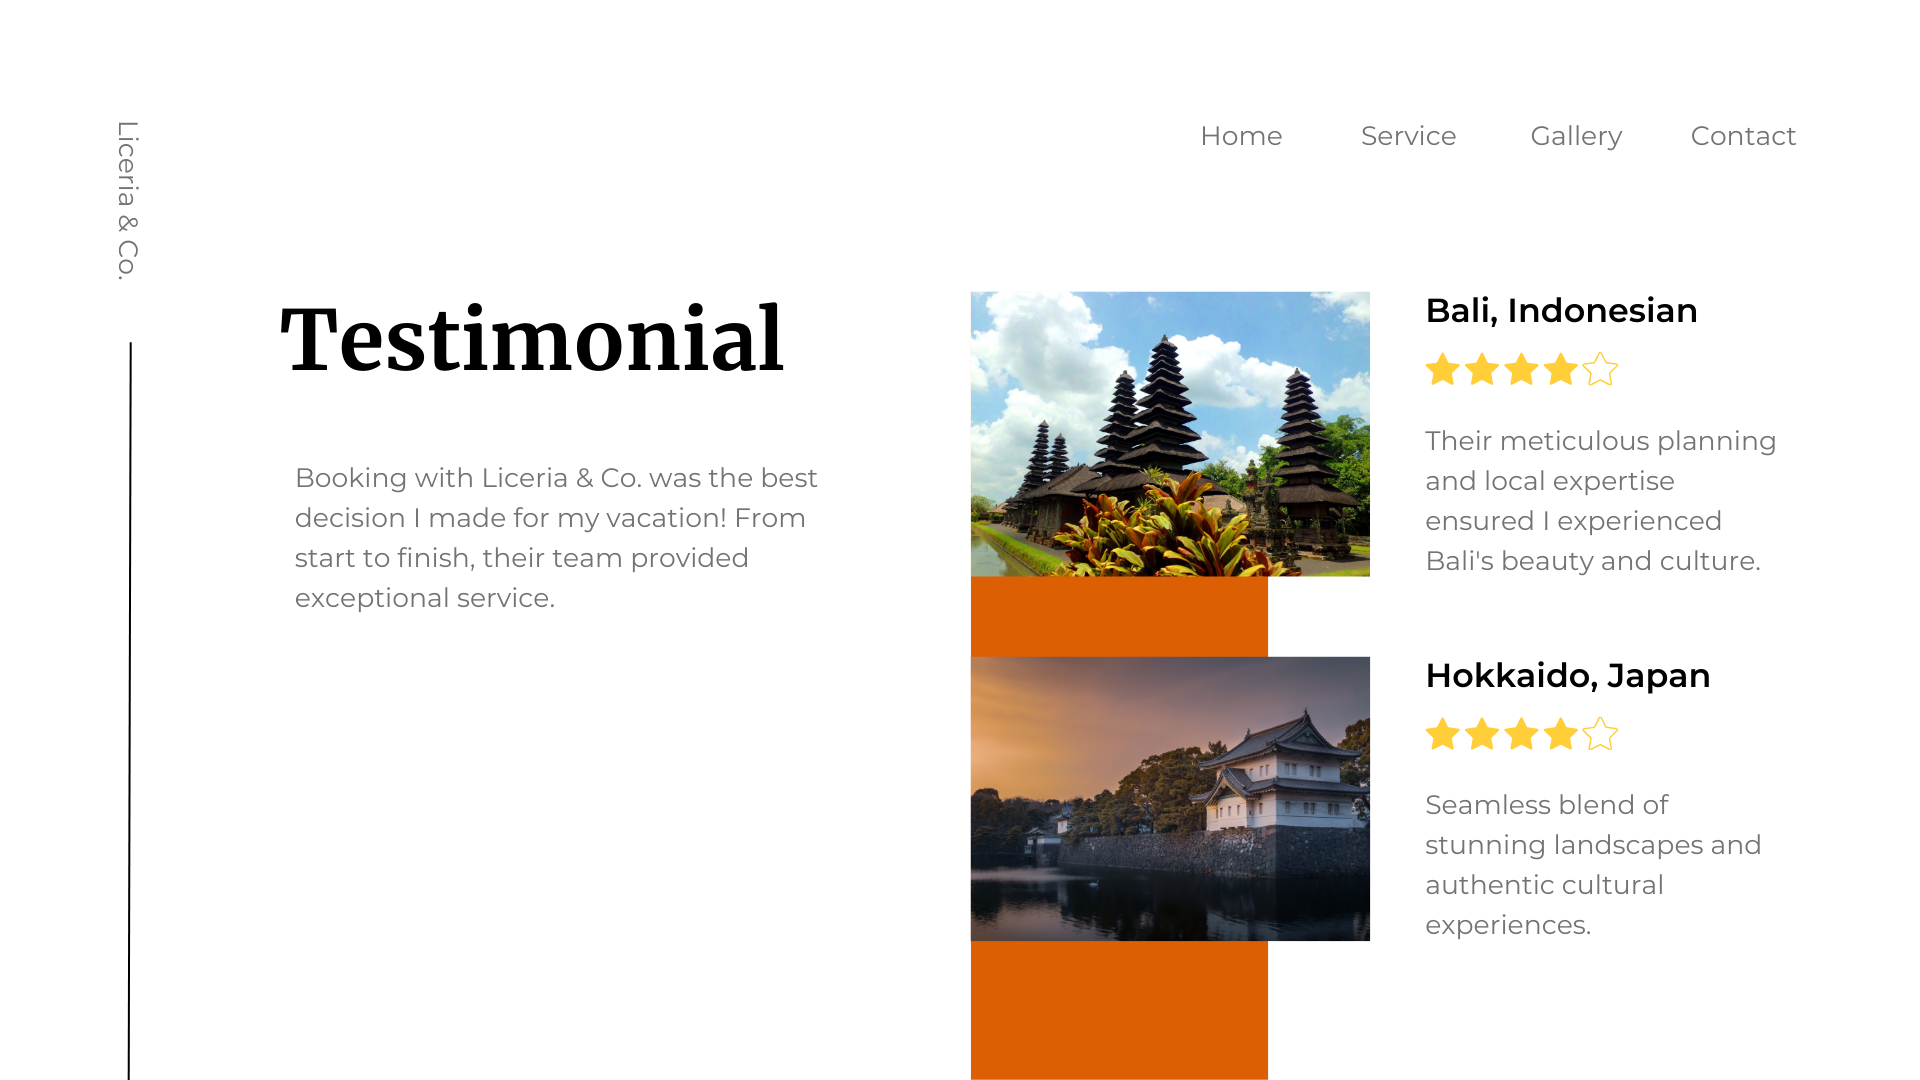 Liceria & Co.
Home
Service
Gallery
Contact
Testimonial
Booking with Liceria & Co. was the best
decision I made for my vacation! From
start to finish, their team provided
exceptional service.
Bali, Indonesian
Their meticulous planning
and local expertise
ensured I experienced
Bali's beauty and culture.
Hokkaido, Japan
Seamless blend of
stunning landscapes and
authentic cultural
experiences.